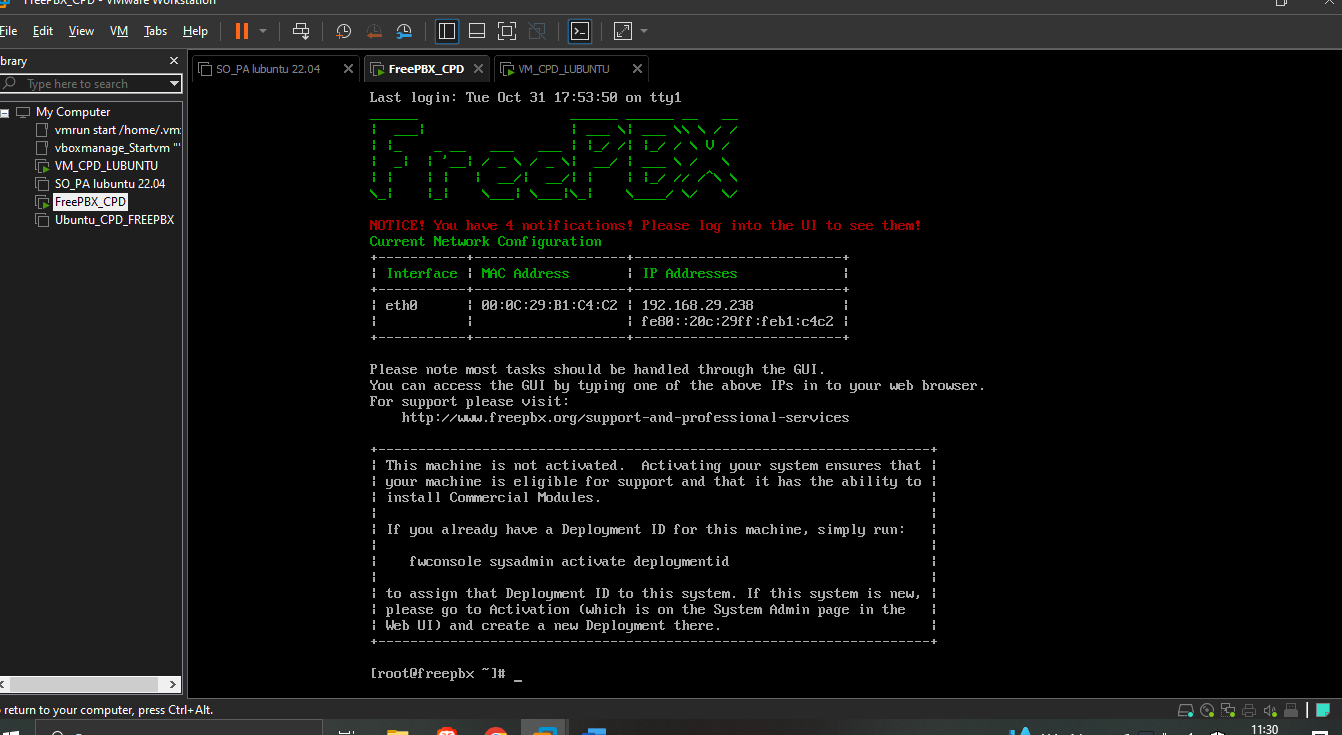 FreePBX_CPD - VMware Workstation
File Edit View VM Tabs Help
brary
Type here to search
My Computer
vmrun start /home/.vm
vboxmanage_Startvm "
VM_CPD_LUBUNTU
SO_PA lubuntu 22.04
FreePBX_CPD
Ubuntu_CPD_FREEPBX
SO_PA lubuntu 22.04
FreePBX_CPD
VM_CPD_LUBUNTU
Last login: Tue Oct 31 17:53:50 on tty1
FreePBX
NOTICE! You have 4 notifications! Please log into the UI to see them!
Current Network Configuration
Interface | MAC Address | IP Addresses
eth0 | 00:0C:29:B1:C4:C2 | 192.168.29.238
fe80::20c:29ff:feb1:c4c2
Please note most tasks should be handled through the GUI.
You can access the GUI by typing one of the above IPs in to your web browser.
For support please visit:
http://www.freepbx.org/support-and-professional-services
This machine is not activated.  Activating your system ensures that
your machine is eligible for support and that it has the ability to
install Commercial Modules.
If you already have a Deployment ID for this machine, simply run:
fwconsole sysadmin activate deploymentid
to assign that Deployment ID to this system. If this system is new,
please go to Activation (which is on the System Admin page in the
Web UI) and create a new Deployment there.
[root@freepbx ~]# _
return to your computer, press Ctrl+Alt.
11:30